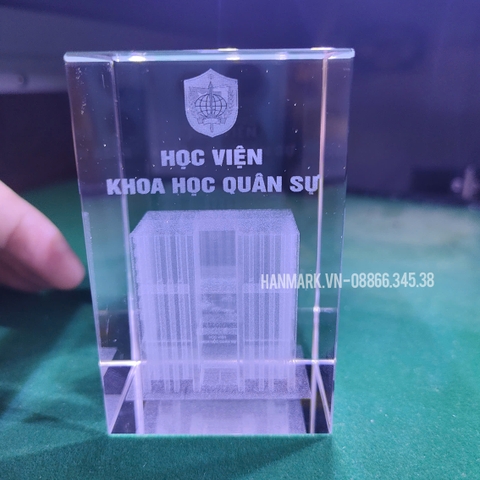 HỌC VIỆN
KHOA HỌC QUÂN SỰ
HANMARK.VN-08866.345.38